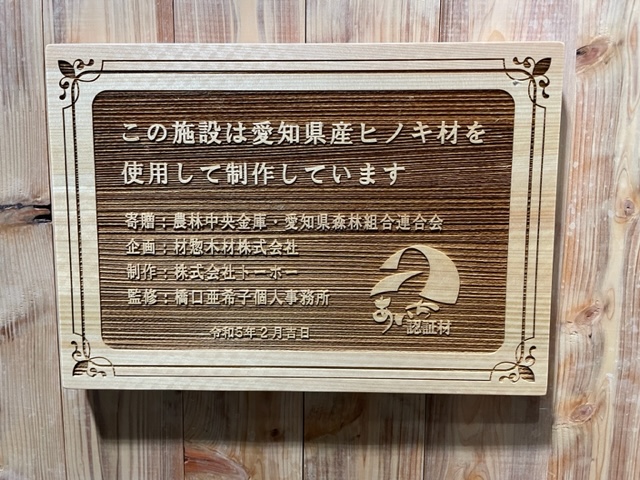 この施設は愛知県産ヒノキ材を
使用して制作しています
寄贈：農林中央金庫・愛知県森林組合連合会
企画：材惣木材株式会社
制作：株式会社トーホー
監修：橋口亜希子個人事務所
令和5年2月吉日
あいち認証材